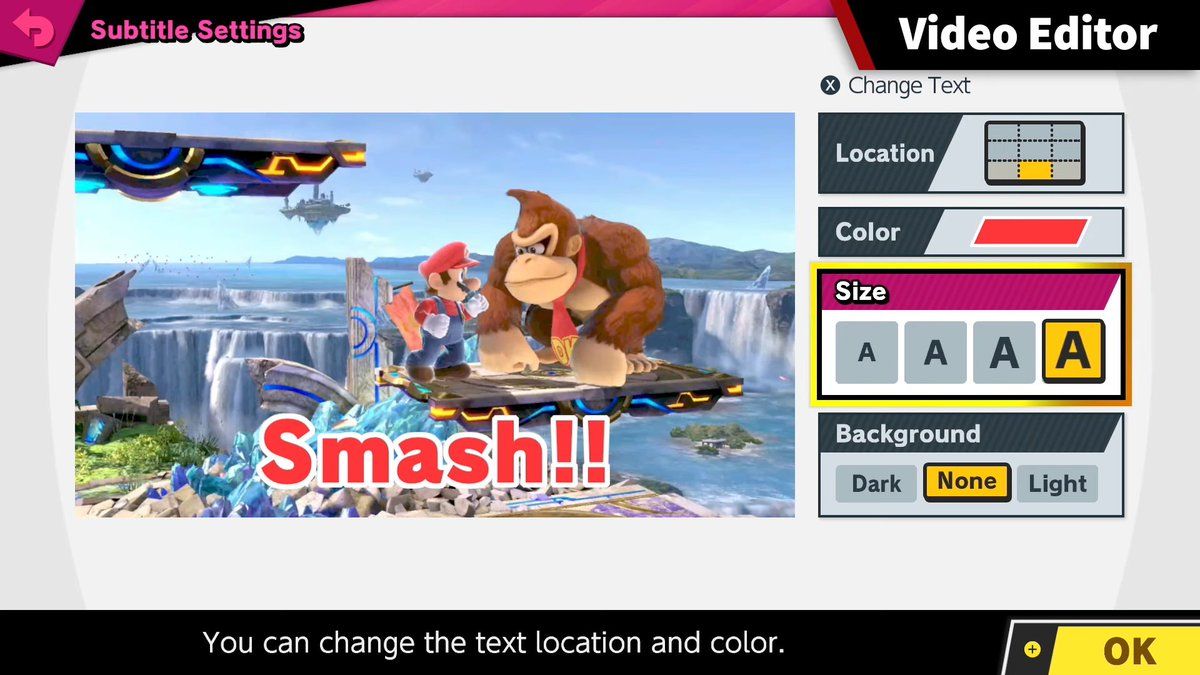 Subtitle Settings
Video Editor
X Change Text
Location
Color
Size
A A A A
Background
Dark None Light
DK
Smash!!
You can change the text location and color.
+ OK